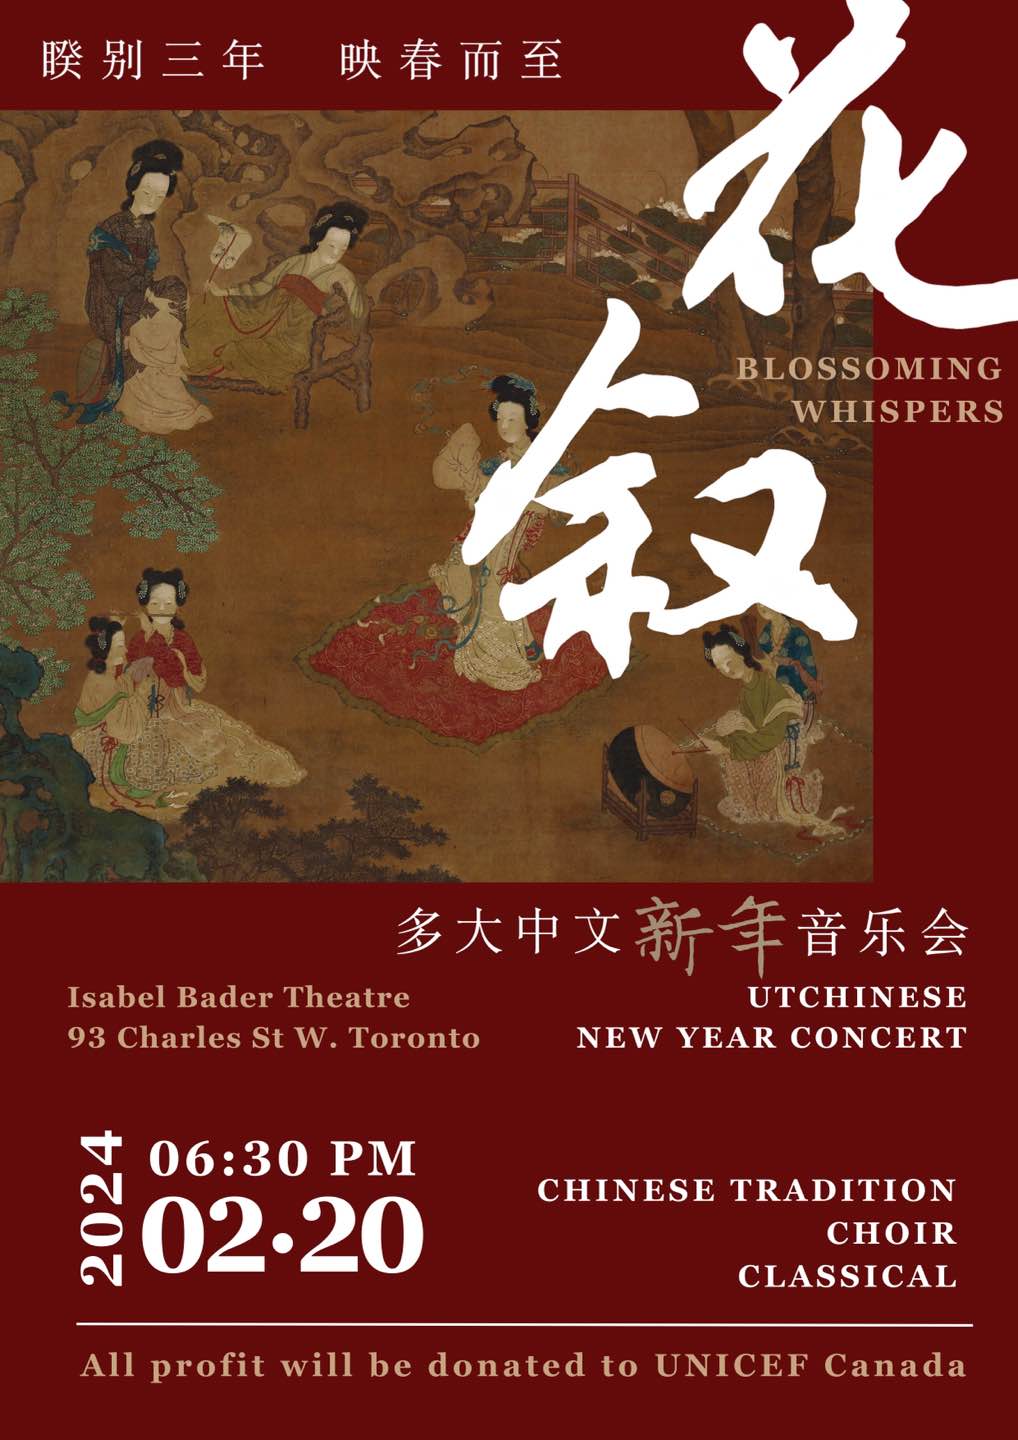 睽别三年 映春而至
花
叙
BLOSSOMING
WHISPERS
多大中文新年音乐会
Isabel Bader Theatre
93 Charles St W. Toronto
UTCHINESE
NEW YEAR CONCERT
2024
06:30 PM
02·20
CHINESE TRADITION
CHOIR
CLASSICAL
All profit will be donated to UNICEF Canada